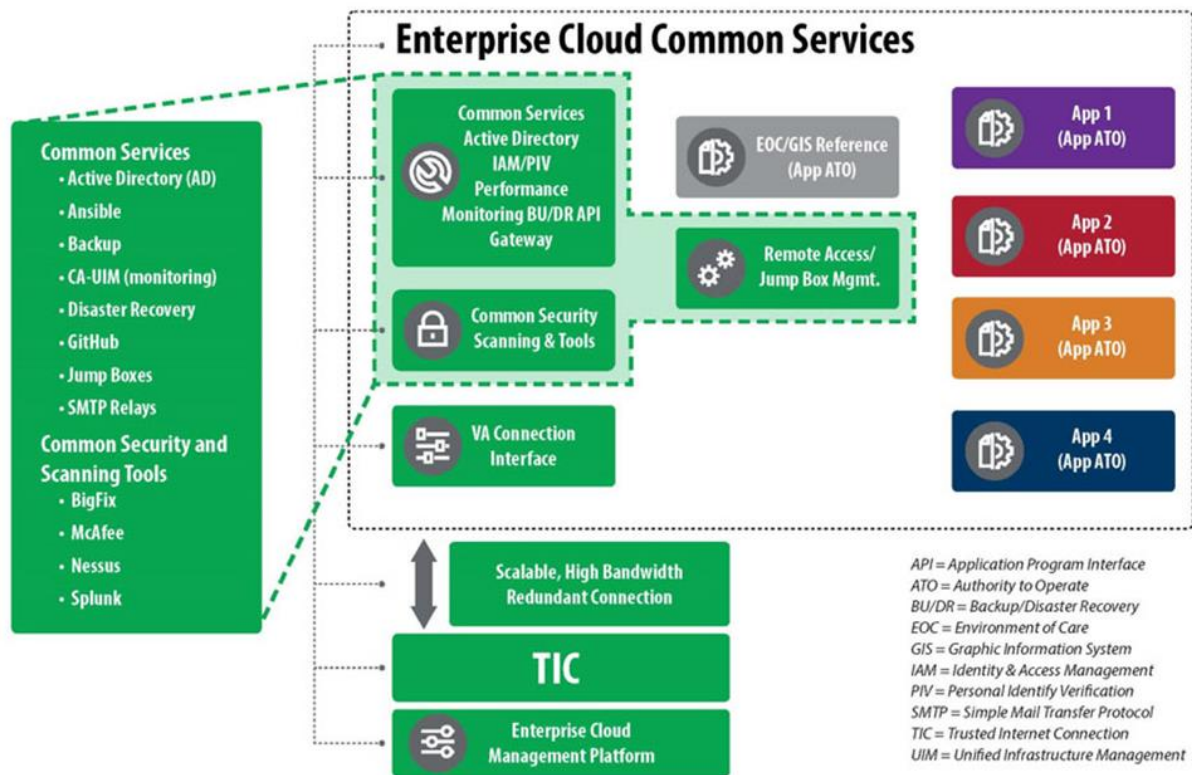 Enterprise Cloud Common Services
Common Services
• Active Directory (AD)
• Ansible
• Backup
• CA-UIM (monitoring)
• Disaster Recovery
• GitHub
• Jump Boxes
• SMTP Relays
Common Security and
Scanning Tools
• BigFix
• McAfee
• Nessus
• Splunk
Common Services
Active Directory
IAM/PIV
Performance
Monitoring BU/DR API
Gateway
Common Security
Scanning & Tools
VA Connection
Interface
EOC/GIS Reference
(App ATO)
Remote Access/
Jump Box Mgmt.
App 1
(App ATO)
App 2
(App ATO)
App 3
(App ATO)
App 4
(App ATO)
Scalable, High Bandwidth
Redundant Connection
TIC
Enterprise Cloud
Management Platform
API = Application Program Interface
ATO = Authority to Operate
BU/DR = Backup/Disaster Recovery
EOC = Environment of Care
GIS = Graphic Information System
IAM = Identity & Access Management
PIV = Personal Identify Verification
SMTP = Simple Mail Transfer Protocol
TIC = Trusted Internet Connection
UIM = Unified Infrastructure Management